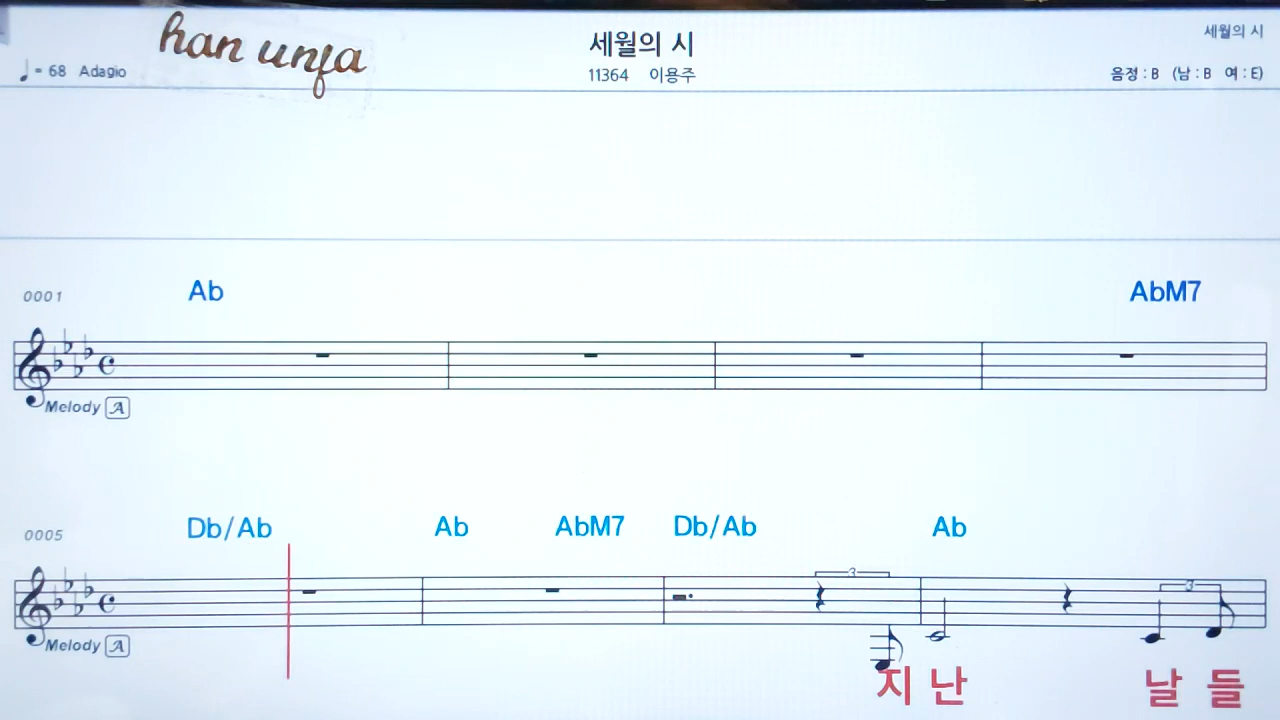 han unfa
세월의 시
세월의 시
♩= 68 Adagio
11364 이용주
음정 : B (남 : B 여 : E)
0001 Ab AbM7
Melody A
0005 Db/Ab Ab AbM7 Db/Ab Ab
3 3
Melody A
지 난 날 들